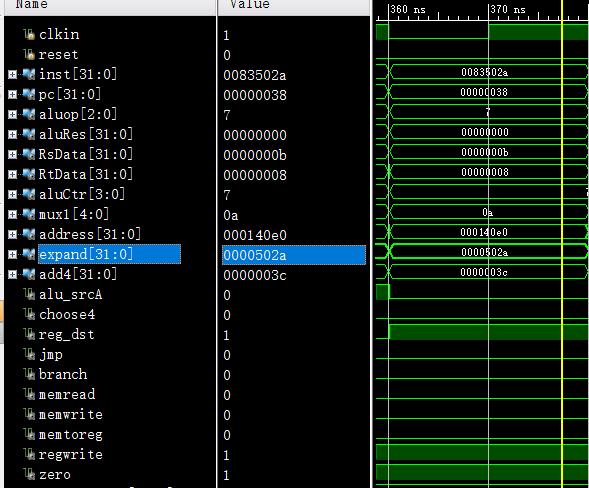 Name Value 360 ns 370 ns
clkin 1
reset 0
inst[31:0] 0083502a 0083502a
pc[31:0] 00000038 00000038
aluop[2:0] 7 7
aluRes[31:0] 00000000 00000000
RsData[31:0] 0000000b 0000000b
RtData[31:0] 00000008 00000008
aluCtr[3:0] 7 7
mux1[4:0] 0a 0a
address[31:0] 000140e0 000140e0
expand[31:0] 0000502a 0000502a
add4[31:0] 0000003c 0000003c
alu_srcA 0
choose4 0
reg_dst 1
jmp 0
branch 0
memread 0
memwrite 0
memtoreg 0
regwrite 1
zero 1